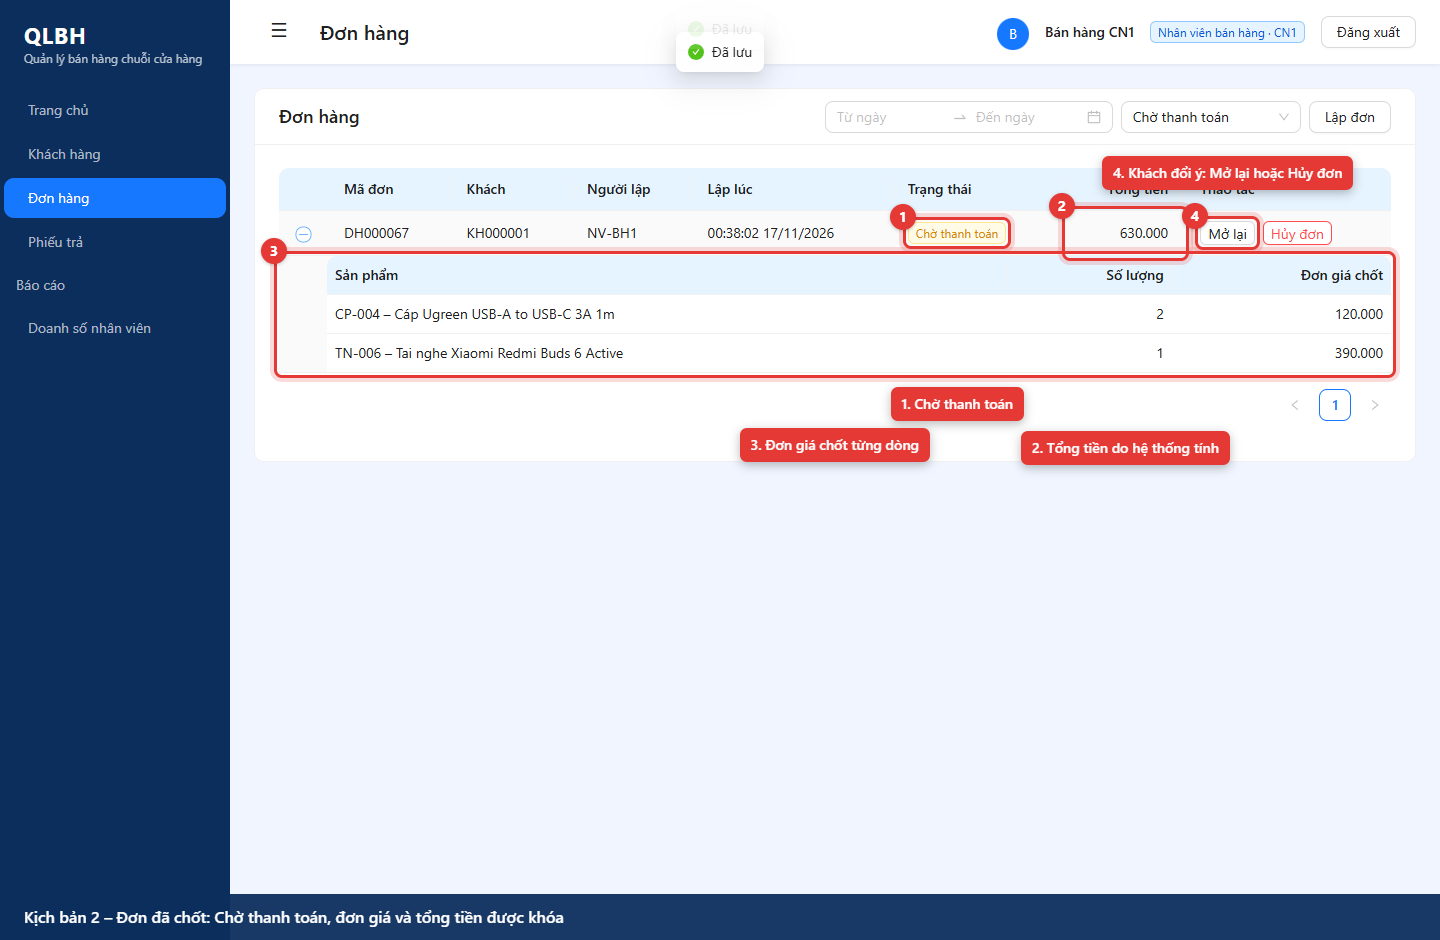 QLBH
Quản lý bán hàng chuỗi cửa hàng
Trang chủ
Khách hàng
Đơn hàng
Phiếu trả
Báo cáo
Doanh số nhân viên
Đơn hàng
Đã lưu
Đã lưu
B
Bán hàng CN1
Nhân viên bán hàng · CN1
Đăng xuất
Đơn hàng
Từ ngày
Đến ngày
Chờ thanh toán
Lập đơn
4. Khách đổi ý: Mở lại hoặc Hủy đơn
Mã đơn
Khách
Người lập
Lập lúc
Trạng thái
Tổng tiền
Thao tác
1
2
4
DH000067
KH000001
NV-BH1
00:38:02 17/11/2026
Chờ thanh toán
630.000
Mở lại
Hủy đơn
3
Sản phẩm
Số lượng
Đơn giá chốt
CP-004 – Cáp Ugreen USB-A to USB-C 3A 1m
2
120.000
TN-006 – Tai nghe Xiaomi Redmi Buds 6 Active
1
390.000
1. Chờ thanh toán
1
3. Đơn giá chốt từng dòng
2. Tổng tiền do hệ thống tính
Kịch bản 2 – Đơn đã chốt: Chờ thanh toán, đơn giá và tổng tiền được khóa